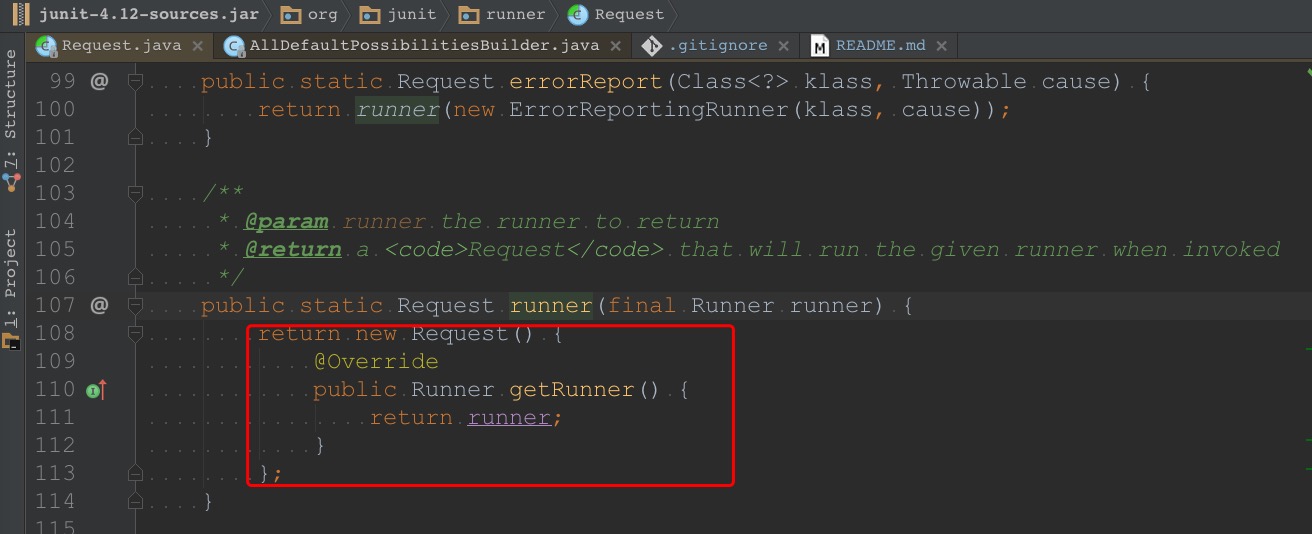 junit-4.12-sources.jar org junit runner Request
Request.java AllDefaultPossibilitiesBuilder.java .gitignore README.md
7: Structure
1: Project
99 @ public static Request errorReport(Class<?> klass, Throwable cause) {
100 return runner(new ErrorReportingRunner(klass, cause));
101 }
102
103 /**
104 * @param runner the runner to return
105 * @return a <code>Request</code> that will run the given runner when invoked
106 */
107 @ public static Request runner(final Runner runner) {
108 return new Request() {
109 @Override
110 public Runner getRunner() {
111 return runner;
112 }
113 };
114 }
115